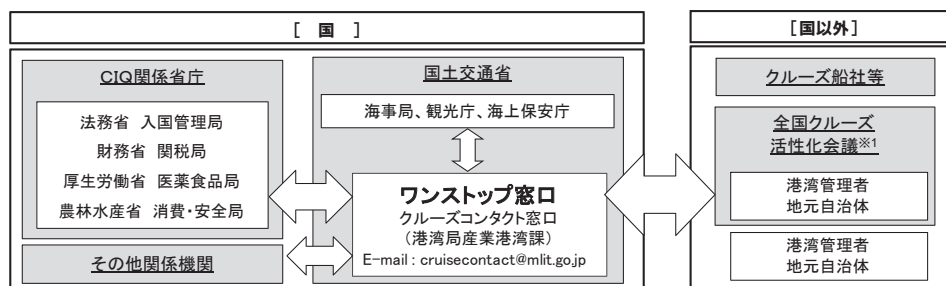 [ 国 ]
CIQ関係省庁
法務省 入国管理局
財務省 関税局
厚生労働省 医薬食品局
農林水産省 消費・安全局
その他関係機関
国土交通省
海事局、観光庁、海上保安庁
ワンストップ窓口
クルーズコンタクト窓口
(港湾局産業港湾課)
E-mail : cruisecontact@mlit.go.jp
[国以外]
クルーズ船社等
全国クルーズ
活性化会議※1
港湾管理者
地元自治体
港湾管理者
地元自治体